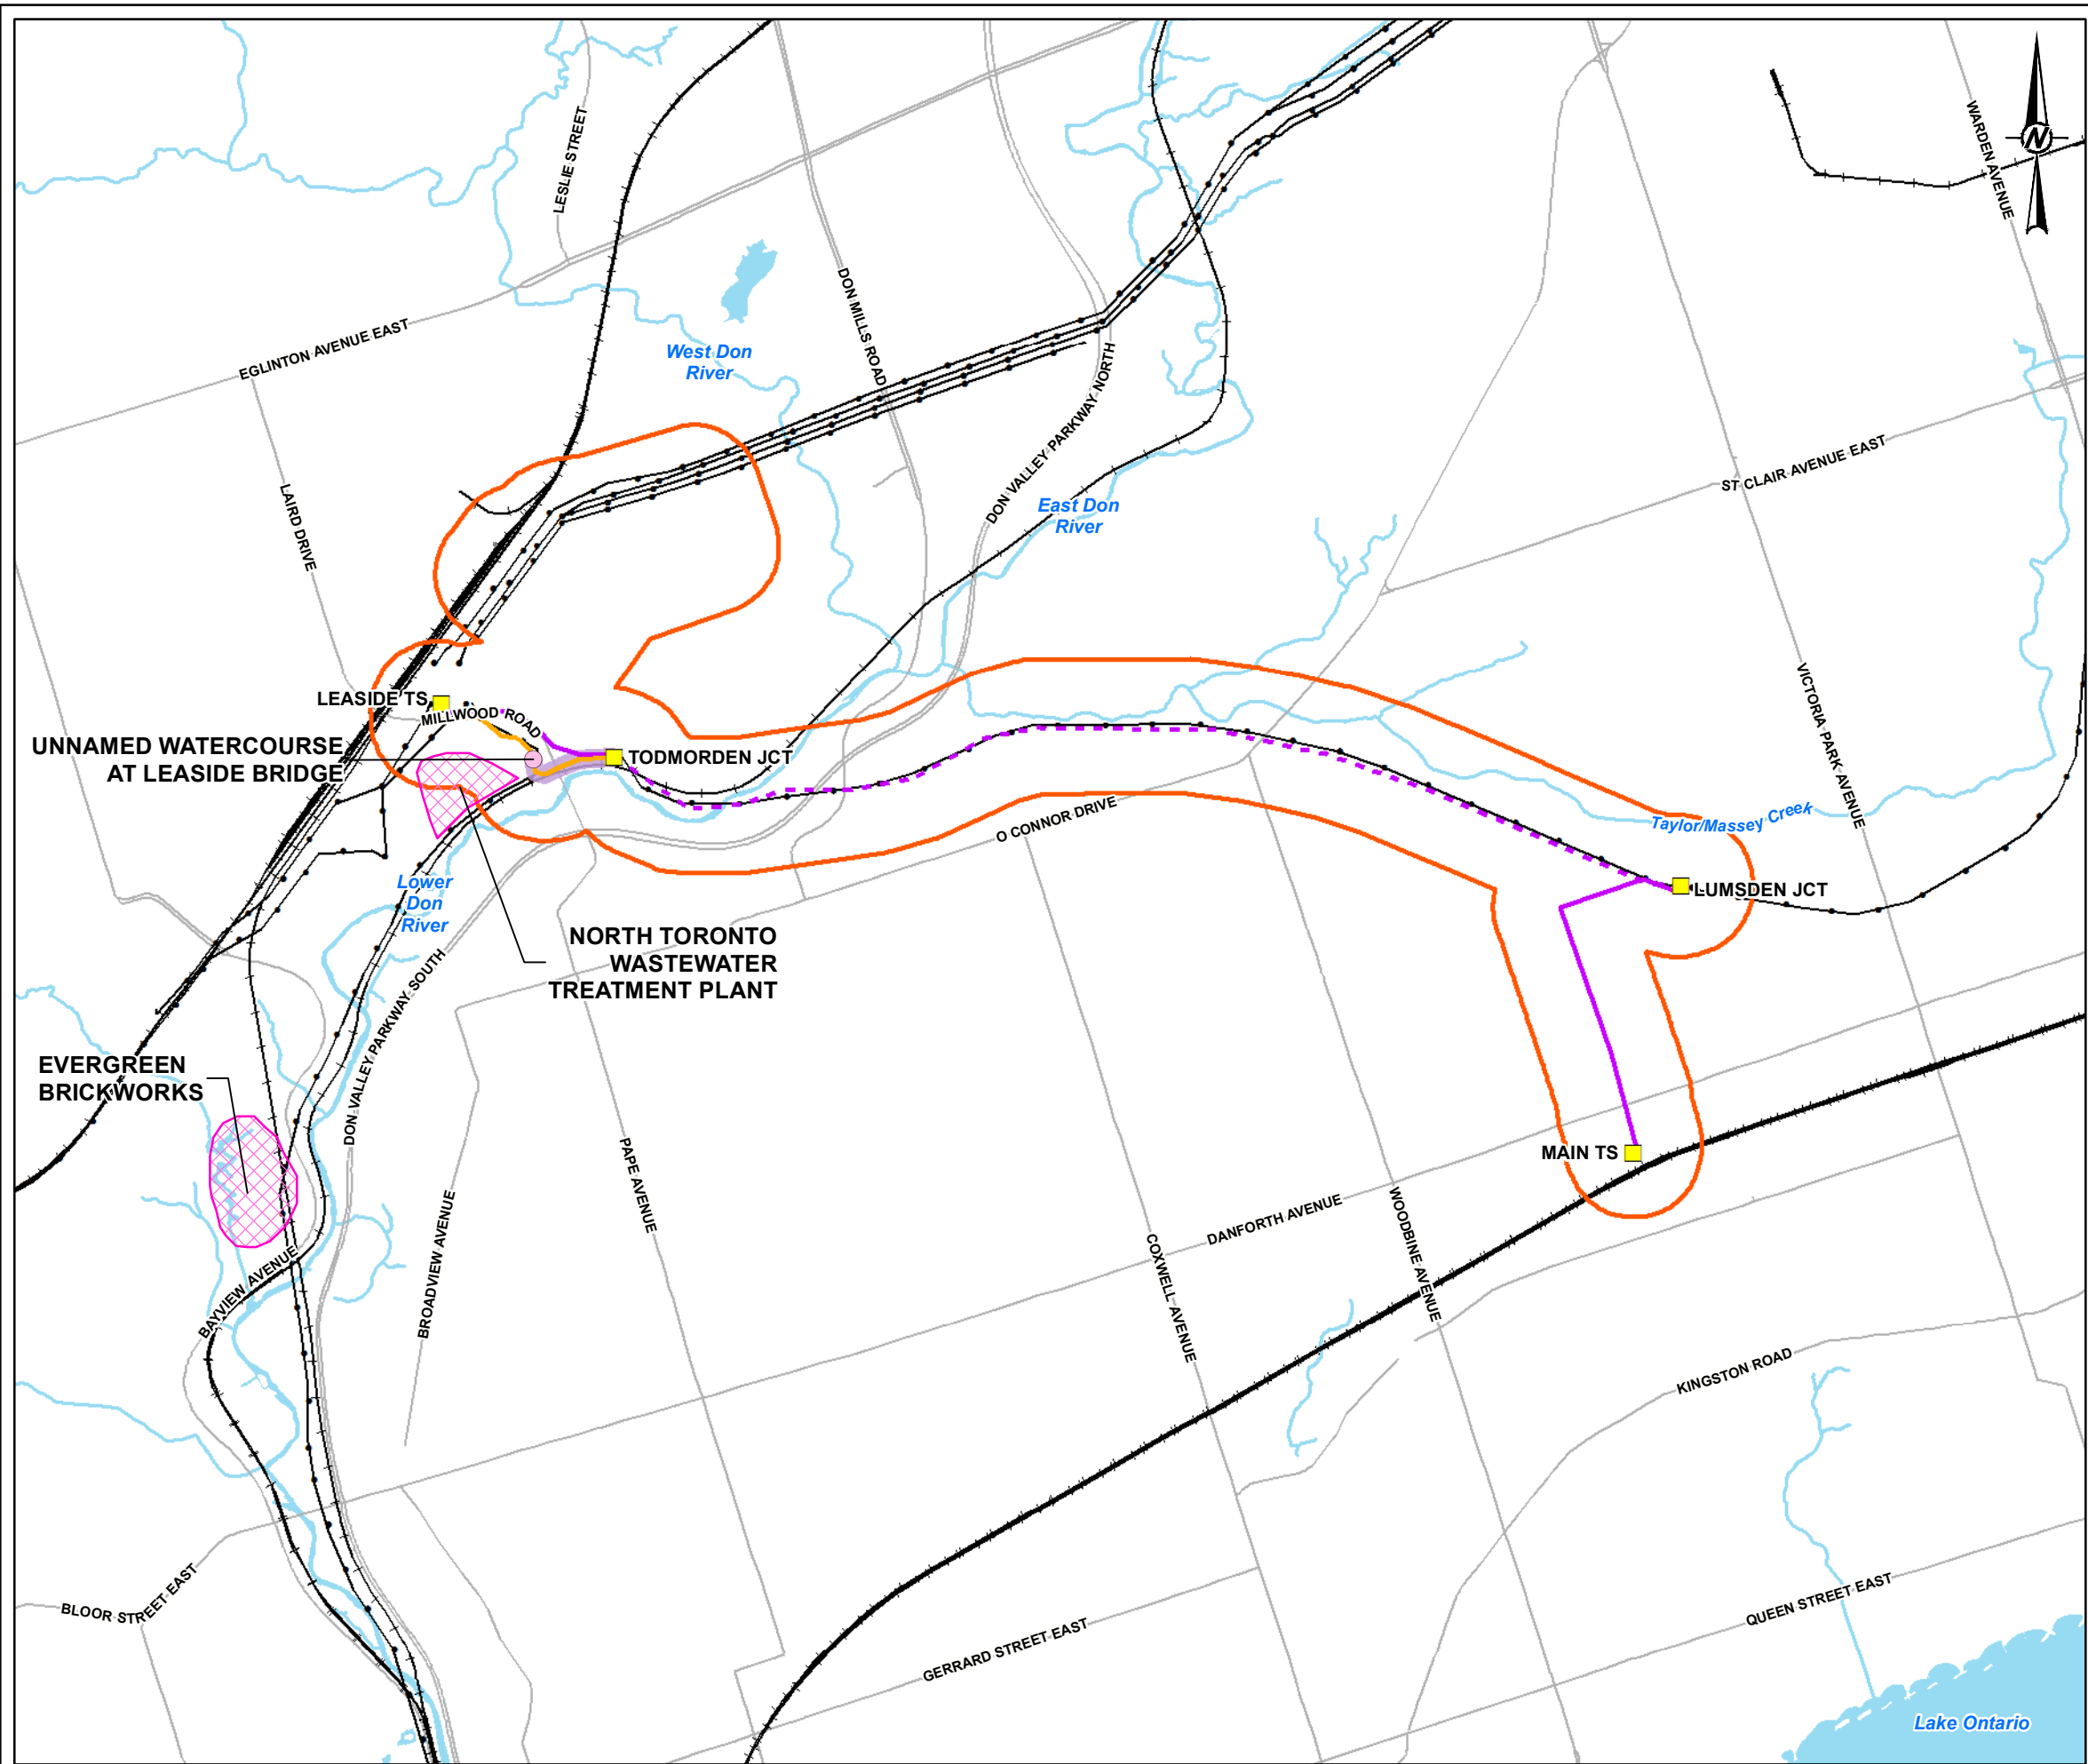 LESLIE STREET
WARDEN AVENUE
N
DON MILLS ROAD
EGLINTON AVENUE EAST
West Don
River
DON VALLEY PARKWAY NORTH
ST CLAIR AVENUE EAST
LAIRD DRIVE
East Don
River
LEASIDE TS
MILLWOOD ROAD
VICTORIA PARK AVENUE
UNNAMED WATERCOURSE
AT LEASIDE BRIDGE
TODMORDEN JCT
O CONNOR DRIVE
Taylor/Massey Creek
LUMSDEN JCT
Lower
Don
River
NORTH TORONTO
WASTEWATER
TREATMENT PLANT
DON VALLEY PARKWAY SOUTH
EVERGREEN
BRICKWORKS
MAIN TS
PAPE AVENUE
BROADVIEW AVENUE
DANFORTH AVENUE
WOODBINE AVENUE
COXWELL AVENUE
BAYVIEW AVENUE
KINGSTON ROAD
BLOOR STREET EAST
QUEEN STREET EAST
GERRARD STREET EAST
Lake Ontario